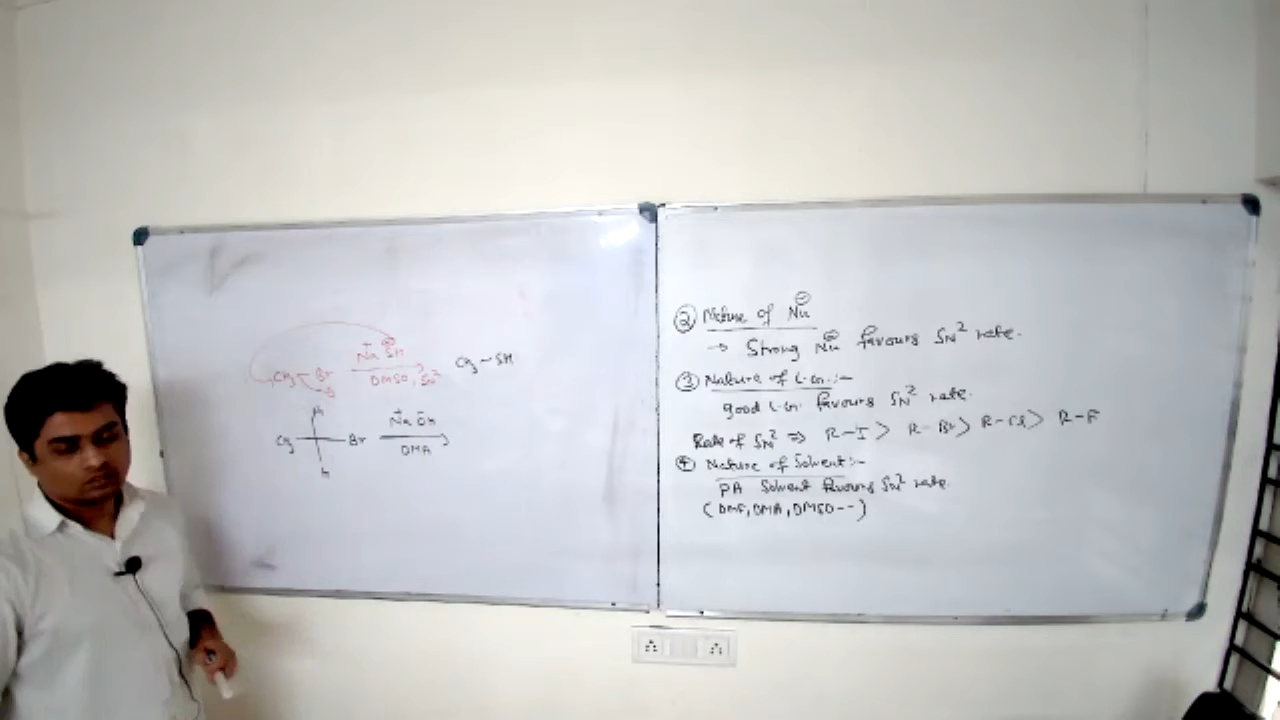 Na⁺ S̄H
CH₃ – Br ⟶ CH₃–SH
DMSO, SN²
H
CH₃ Br Na⁺ ŌH ⟶
DMA
H
② Nature of Nu⊖
→ Strong Nu⊖ favours SN² rate.
③ Nature of L.G.:-
good L.G. favours SN² rate.
Rate of SN² ⇒ R-I > R-Br > R-Cl > R-F
④ Nature of Solvent:-
PA Solvent favours SN² rate.
(DMF, DMA, DMSO--)